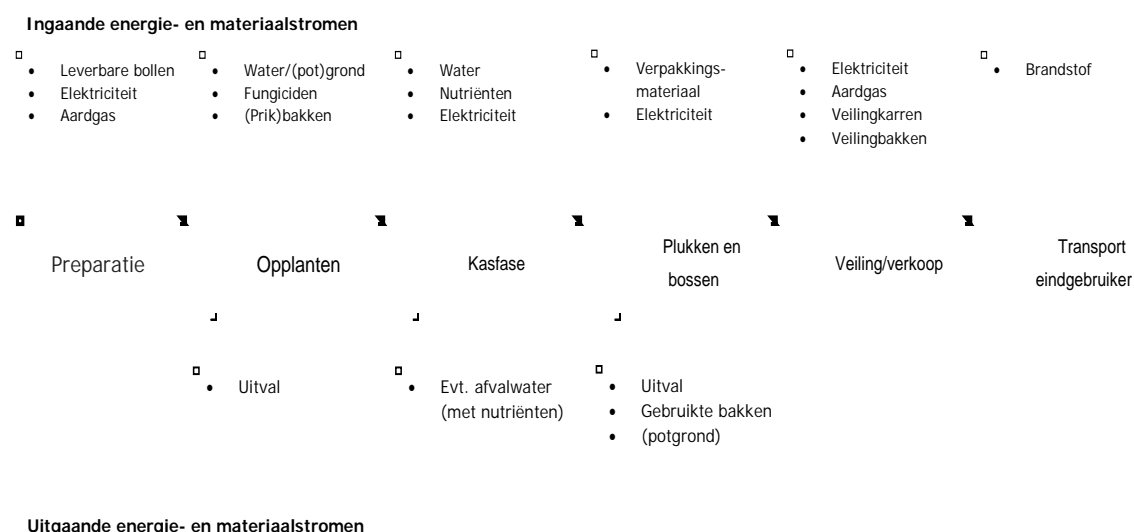 Ingaande energie- en materiaalstromen
• Leverbare bollen
• Elektriciteit
• Aardgas
• Water/(pot)grond
• Fungiciden
• (Prik)bakken
• Water
• Nutriënten
• Elektriciteit
• Verpakkings-
materiaal
• Elektriciteit
• Elektriciteit
• Aardgas
• Veilingkarren
• Veilingbakken
• Brandstof
Preparatie
Opplanten
Kasfase
Plukken en
bossen
Veiling/verkoop
Transport
eindgebruiker
• Uitval
• Evt. afvalwater
(met nutriënten)
• Uitval
• Gebruikte bakken
• (potgrond)
Uitgaande energie- en materiaalstromen